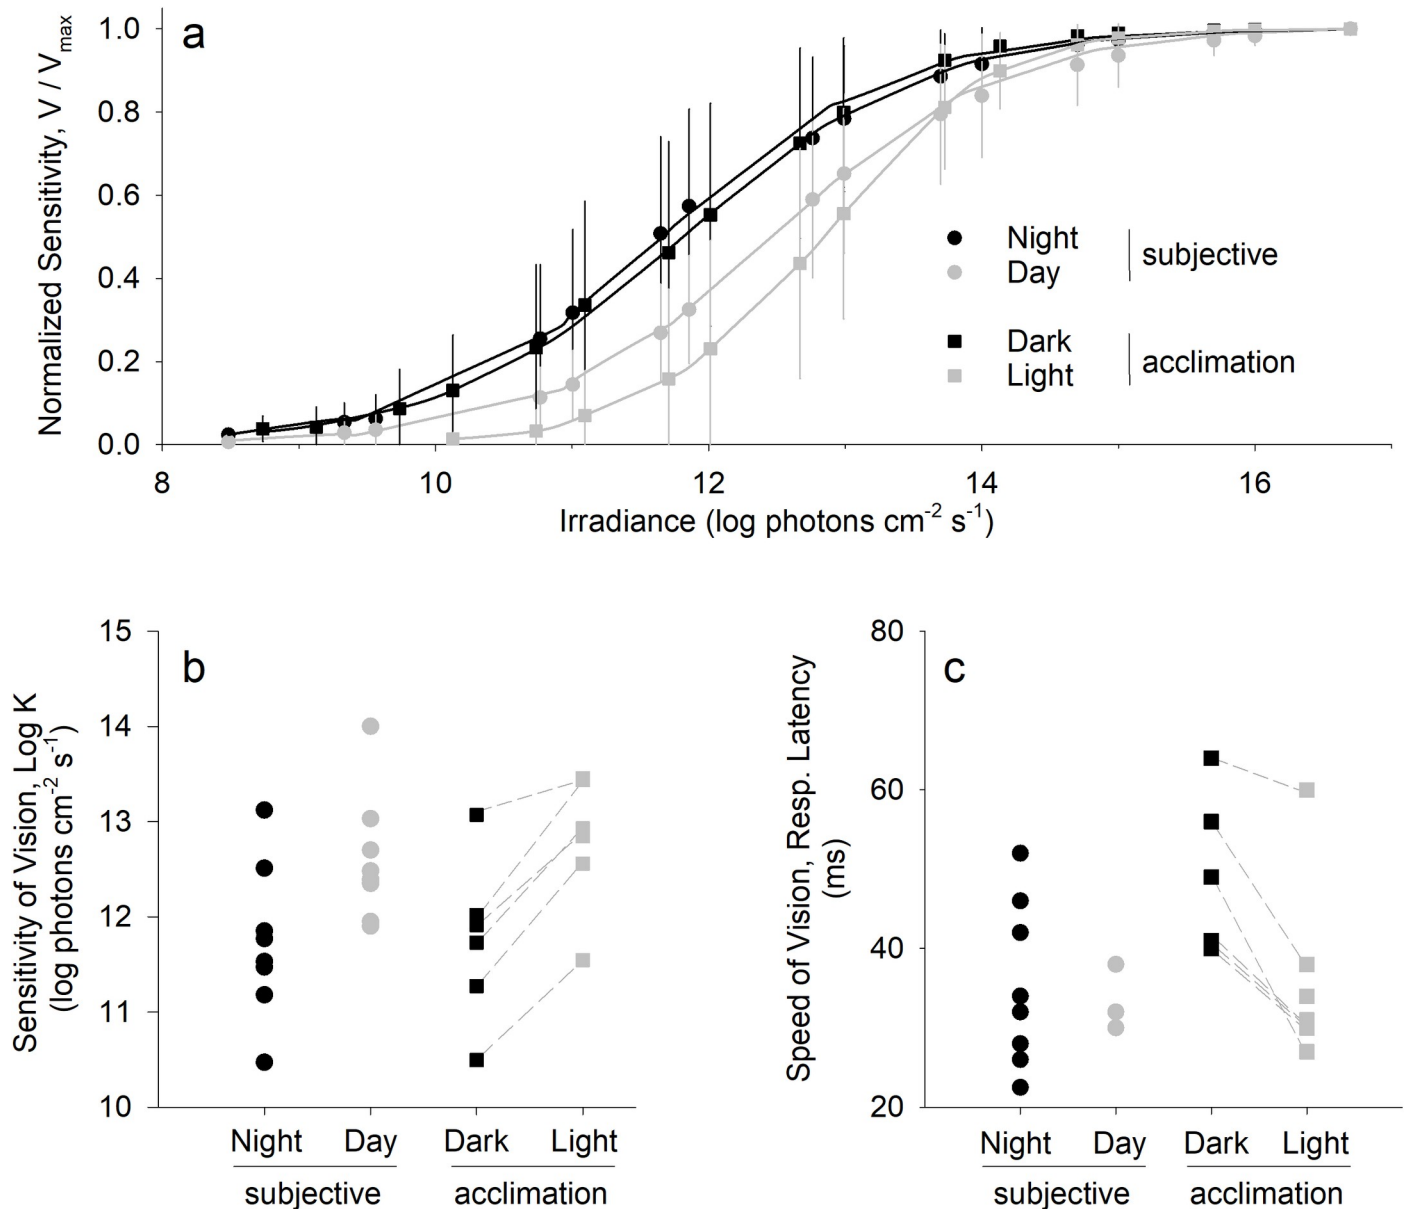 a
Normalized Sensitivity, V / Vmax
1.0
0.8
0.6
0.4
0.2
0.0
8
10
12
14
16
Irradiance (log photons cm-2 s-1)
Night
Day
subjective
Dark
Light
acclimation
b
Sensitivity of Vision, Log K
(log photons cm-2 s-1)
15
14
13
12
11
10
Night
Day
Dark
Light
subjective
acclimation
c
Speed of Vision, Resp. Latency
(ms)
80
60
40
20
Night
Day
Dark
Light
subjective
acclimation